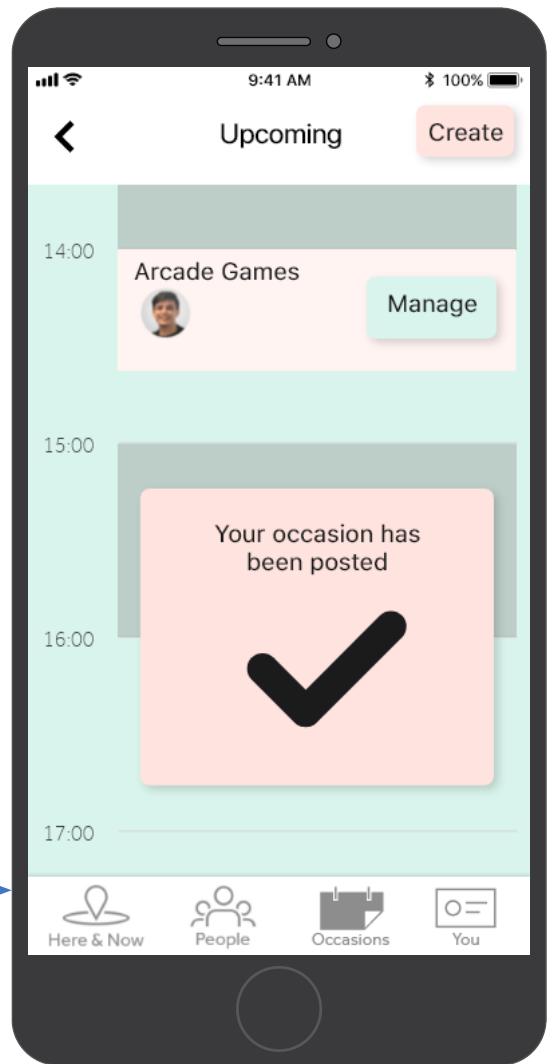 9:41 AM
100%
Upcoming
Create
14:00
Arcade Games
Manage
15:00
Your occasion has
been posted
16:00
17:00
Here & Now
People
Occasions
You